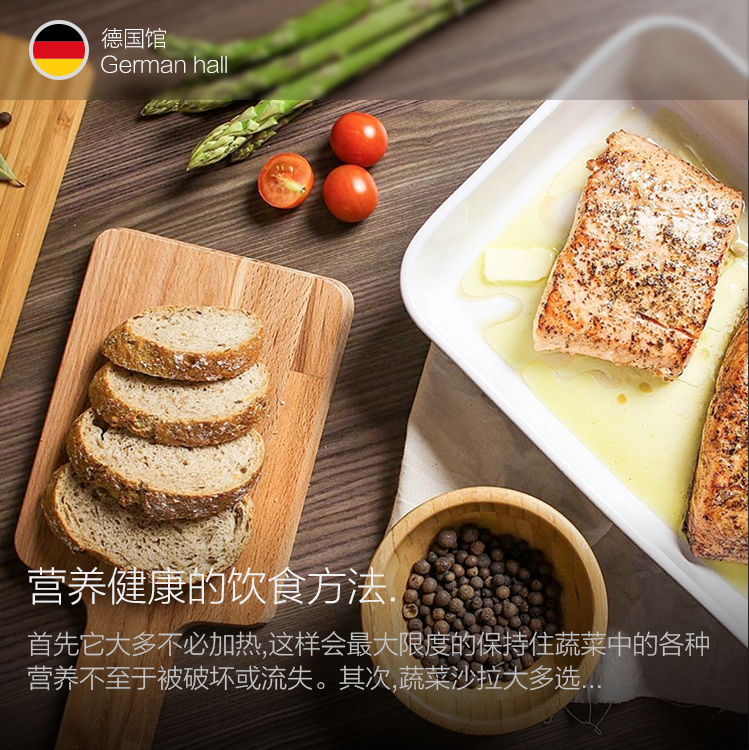 德国馆
German hall
营养健康的饮食方法.
首先它大多不必加热,这样会最大限度的保持住蔬菜中的各种
营养不至于被破坏或流失。其次,蔬菜沙拉大多选...